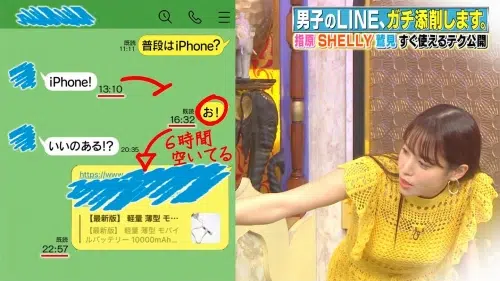 男子のLINE、ガチ添削します。
指原 SHELLY 鷲見 すぐ使えるテク公開
既読
11:11
普段はiPhone?
iPhone!
13:10
既読
16:32
お!
いいのある!?
20:35
6時間
空いてる
https://www.
【最新版】 軽量 薄型 モ…
【最新版】 軽量 薄型 モバイ
ルバッテリー 10000mAh…
既読
22:57